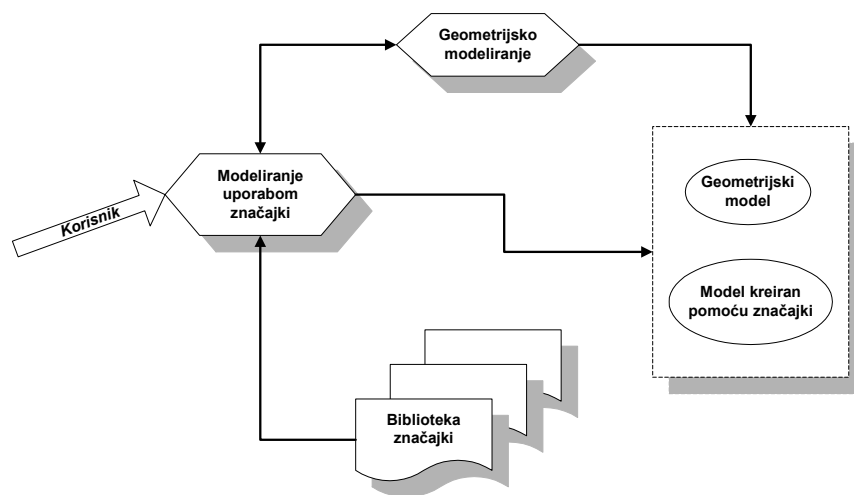 Geometrijsko
modeliranje
Modeliranje
uporabom
značajki
Korisnik
Geometrijski
model
Model kreiran
pomoću značajki
Biblioteka
značajki